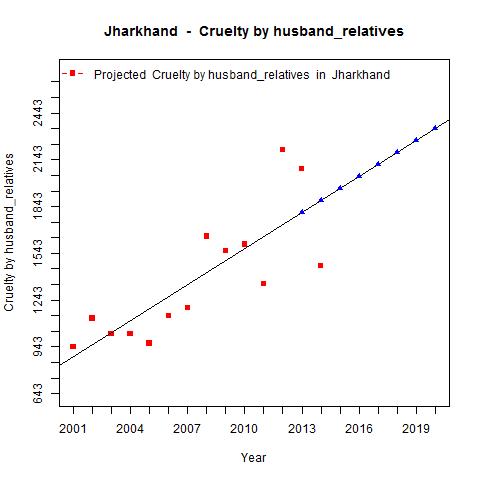 Jharkhand - Cruelty by husband_relatives
Projected Cruelty by husband_relatives in Jharkhand
Cruelty by husband_relatives
2443
2143
1843
1543
1243
943
643
2001 2004 2007 2010 2013 2016 2019
Year